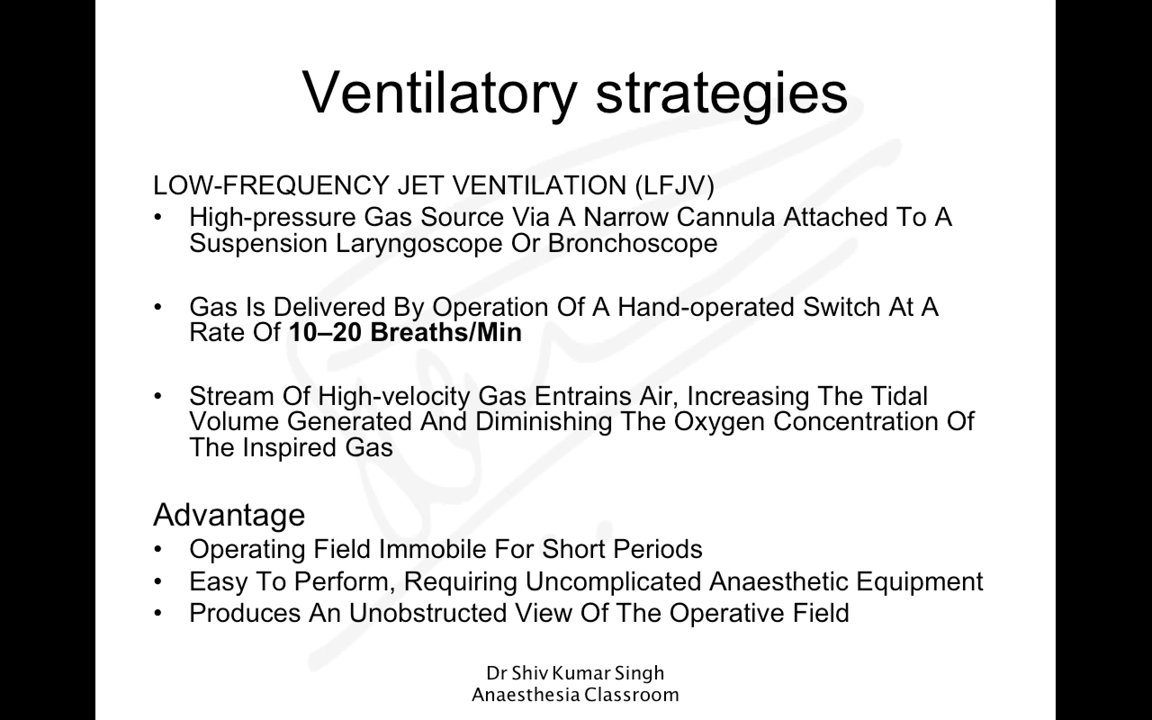 Ventilatory strategies
LOW-FREQUENCY JET VENTILATION (LFJV)
• High-pressure Gas Source Via A Narrow Cannula Attached To A
Suspension Laryngoscope Or Bronchoscope
• Gas Is Delivered By Operation Of A Hand-operated Switch At A
Rate Of 10–20 Breaths/Min
• Stream Of High-velocity Gas Entrains Air, Increasing The Tidal
Volume Generated And Diminishing The Oxygen Concentration Of
The Inspired Gas
Advantage
• Operating Field Immobile For Short Periods
• Easy To Perform, Requiring Uncomplicated Anaesthetic Equipment
• Produces An Unobstructed View Of The Operative Field
Dr Shiv Kumar Singh
Anaesthesia Classroom